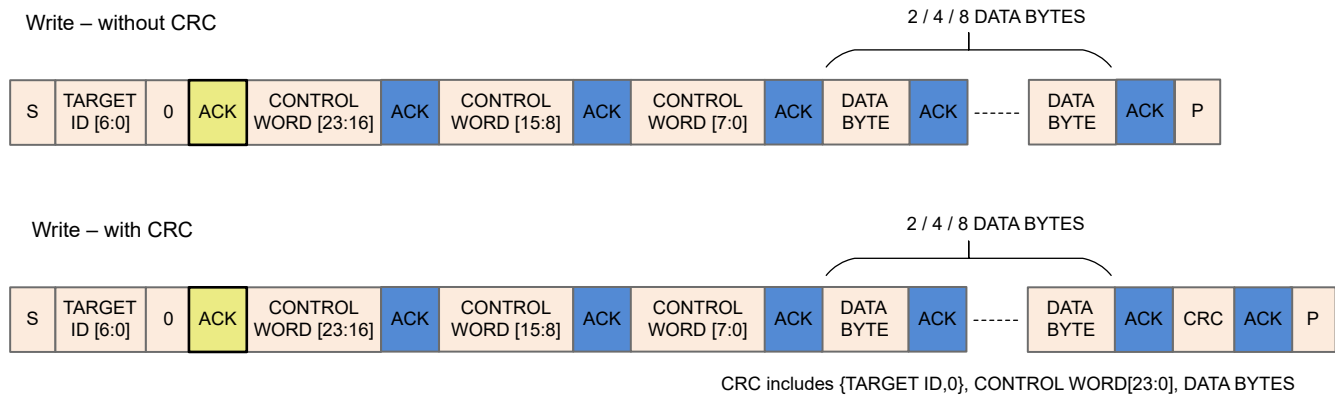 Write – without CRC
2 / 4 / 8 DATA BYTES
S
TARGET
ID [6:0]
0
ACK
CONTROL
WORD [23:16]
ACK
CONTROL
WORD [15:8]
ACK
CONTROL
WORD [7:0]
ACK
DATA
BYTE
ACK
DATA
BYTE
ACK
P
Write – with CRC
2 / 4 / 8 DATA BYTES
S
TARGET
ID [6:0]
0
ACK
CONTROL
WORD [23:16]
ACK
CONTROL
WORD [15:8]
ACK
CONTROL
WORD [7:0]
ACK
DATA
BYTE
ACK
DATA
BYTE
ACK
CRC
ACK
P
CRC includes {TARGET ID,0}, CONTROL WORD[23:0], DATA BYTES